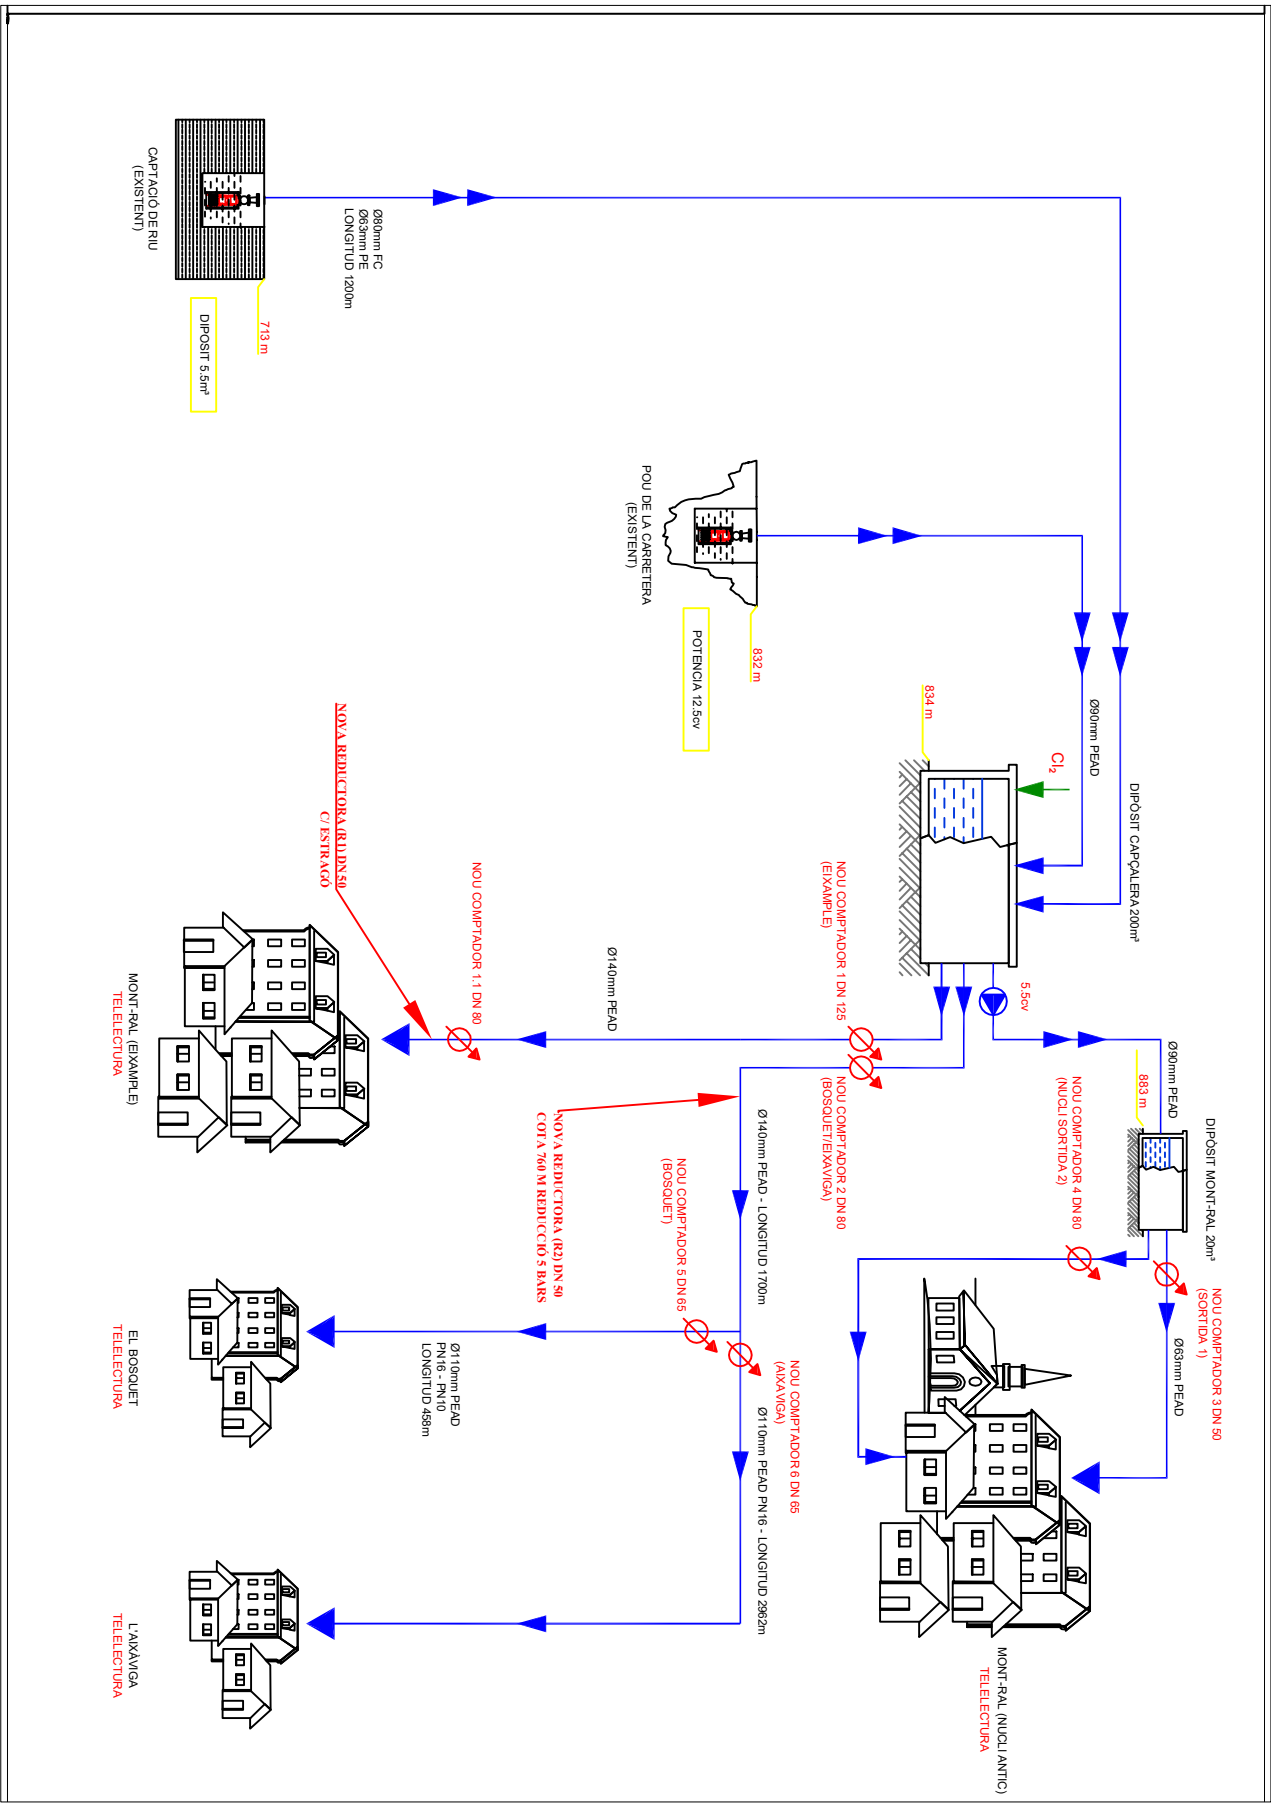 CAPTACIÓ DE RIU
(EXISTENT)
Ø80mm FC
Ø63mm PE
LONGITUD 1200m
713 m
DIPOSIT 5.5m³
POU DE LA CARRETERA
(EXISTENT)
832 m
POTENCIA 12.5cv
Ø90mm PEAD
DIPÒSIT CAPÇALERA 200m³
Cl₂
834 m
5.5cv
Ø90mm PEAD
883 m
DIPÒSIT MONT-RAL 20m³
NOU COMPTADOR 3 DN 50
(SORTIDA 1)
NOU COMPTADOR 4 DN 80
(NUCLI SORTIDA 2)
Ø63mm PEAD
MONT-RAL (NUCLI ANTIC)
TELELECTURA
NOU COMPTADOR 1 DN 125
(EIXAMPLE)
NOU COMPTADOR 2 DN 80
(BOSQUET/EIXAVIGA)
Ø140mm PEAD
NOU COMPTADOR 1.1 DN 80
NOVA REDUCTORA (R1) DN 50
C/ ESTRAGÓ
MONT-RAL (EIXAMPLE)
TELELECTURA
Ø140mm PEAD - LONGITUD 1700m
NOVA REDUCTORA (R2) DN 50
COTA 760 M REDUCCIÓ 5 BARS
NOU COMPTADOR 5 DN 65
(BOSQUET)
NOU COMPTADOR 6 DN 65
(AIXAVIGA)
Ø110mm PEAD PN16 - LONGITUD 2962m
Ø110mm PEAD
PN16 - PN10
LONGITUD 458m
EL BOSQUET
TELELECTURA
L'AIXÀVIGA
TELELECTURA